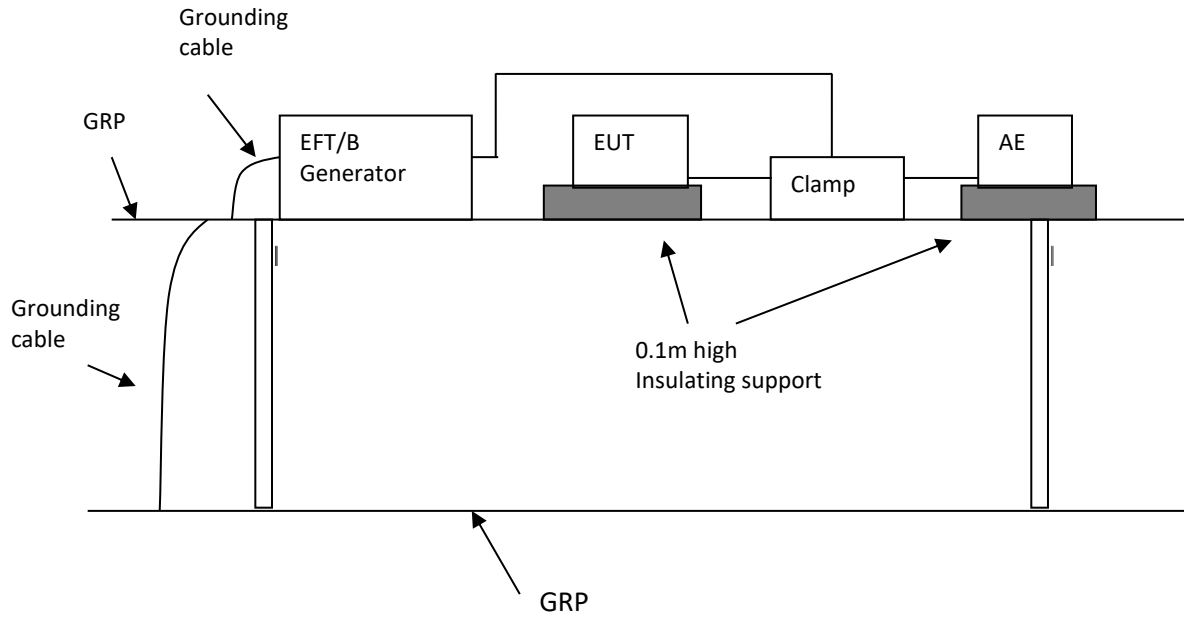 Grounding
cable
GRP
EFT/B
Generator
EUT
Clamp
AE
Grounding
cable
0.1m high
Insulating support
GRP